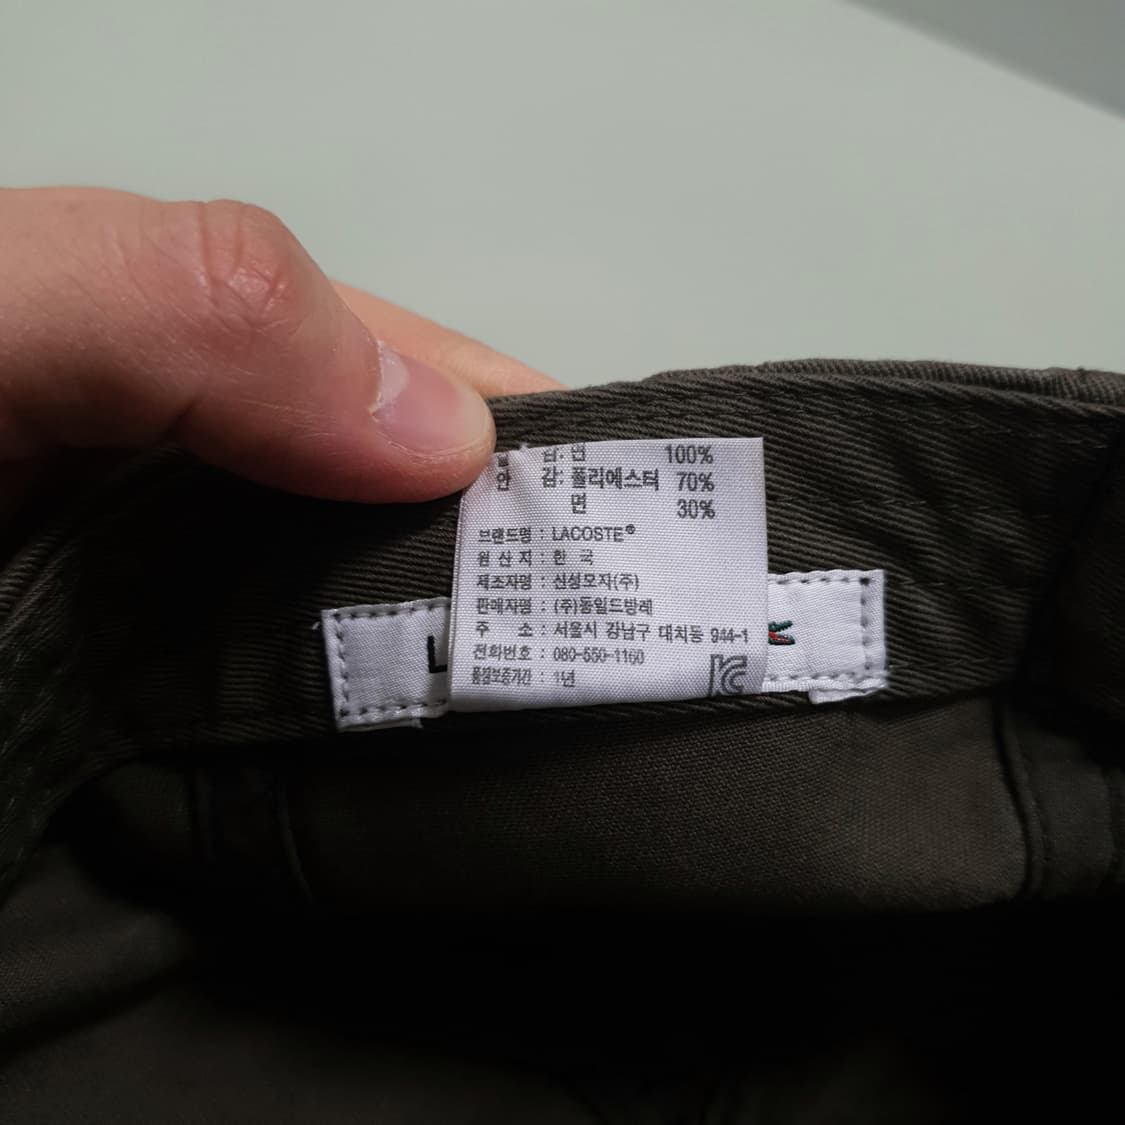 겉 감: 면 100%
안 감: 폴리에스터 70%
면 30%
브랜드명 : LACOSTE®
원 산 지 : 한 국
제조자명 : 신성모자(주)
판매자명 : (주)동일드방레
주 소 : 서울시 강남구 대치동 944-1
전화번호 : 080-550-1160
품질보증기간 : 1년
KC
L